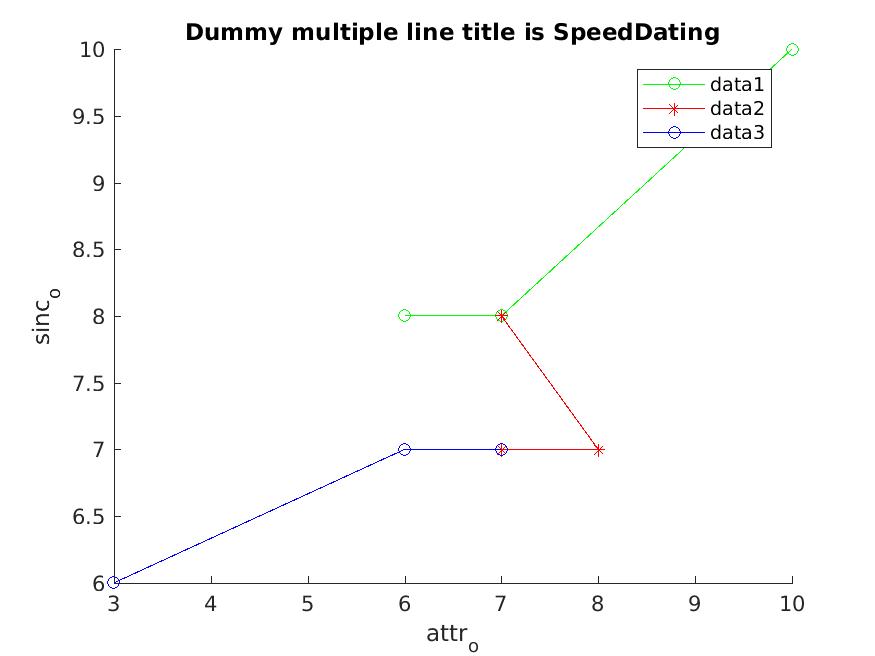 Dummy multiple line title is SpeedDating
10
9.5
9
8.5
8
7.5
7
6.5
6
data1
data2
data3
sinc_o
3 4 5 6 7 8 9 10
attr_o